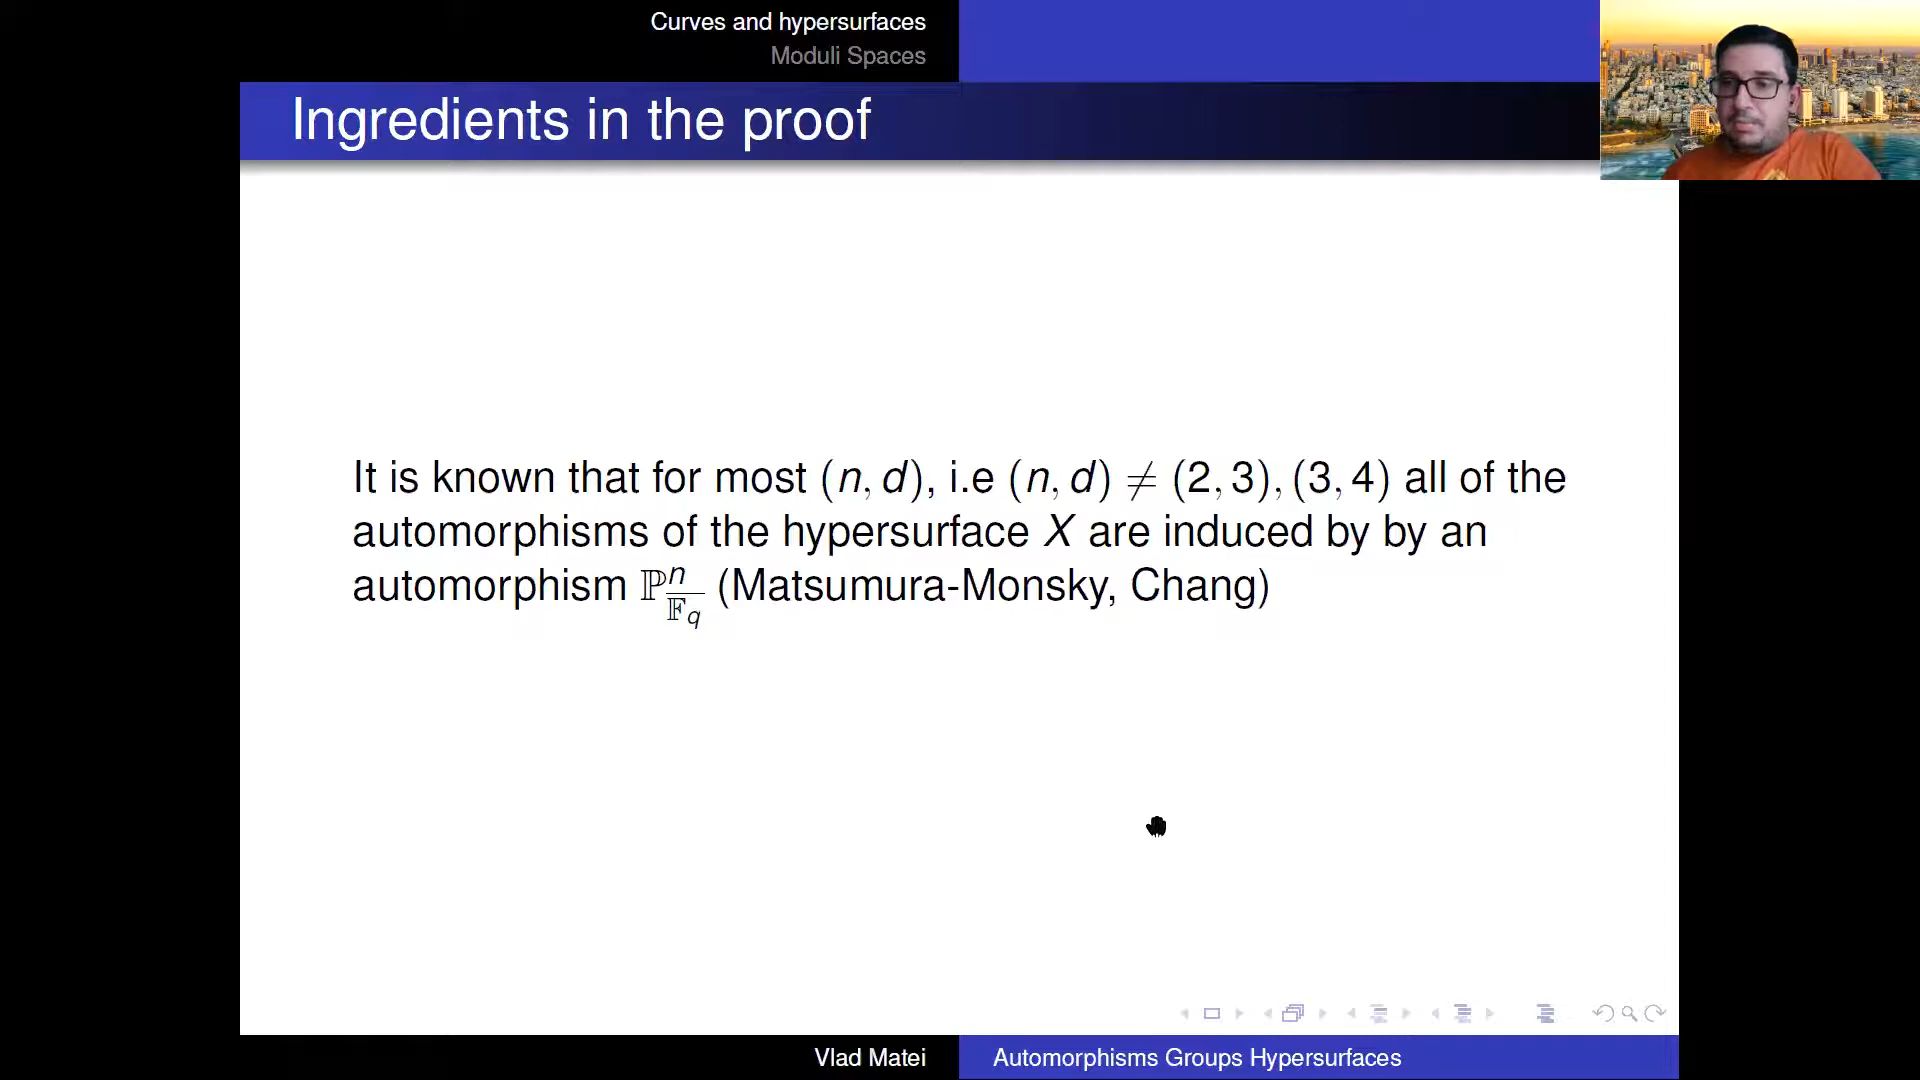 Curves and hypersurfaces
Moduli Spaces
Ingredients in the proof
It is known that for most (n, d), i.e (n, d) ≠ (2, 3), (3, 4) all of the
automorphisms of the hypersurface X are induced by by an
automorphism ℙⁿ_𝔽̅_q (Matsumura-Monsky, Chang)
Vlad Matei
Automorphisms Groups Hypersurfaces